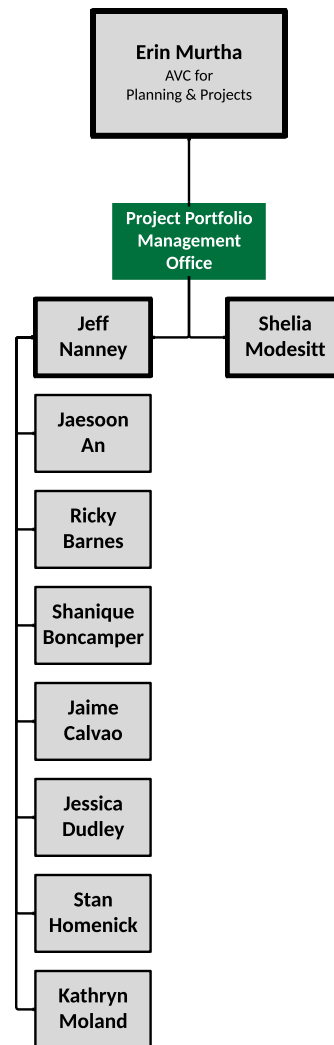 Erin Murtha
AVC for
Planning & Projects
Project Portfolio
Management
Office
Jeff
Nanney
Shelia
Modesitt
Jaesoon
An
Ricky
Barnes
Shanique
Boncamper
Jaime
Calvao
Jessica
Dudley
Stan
Homenick
Kathryn
Moland